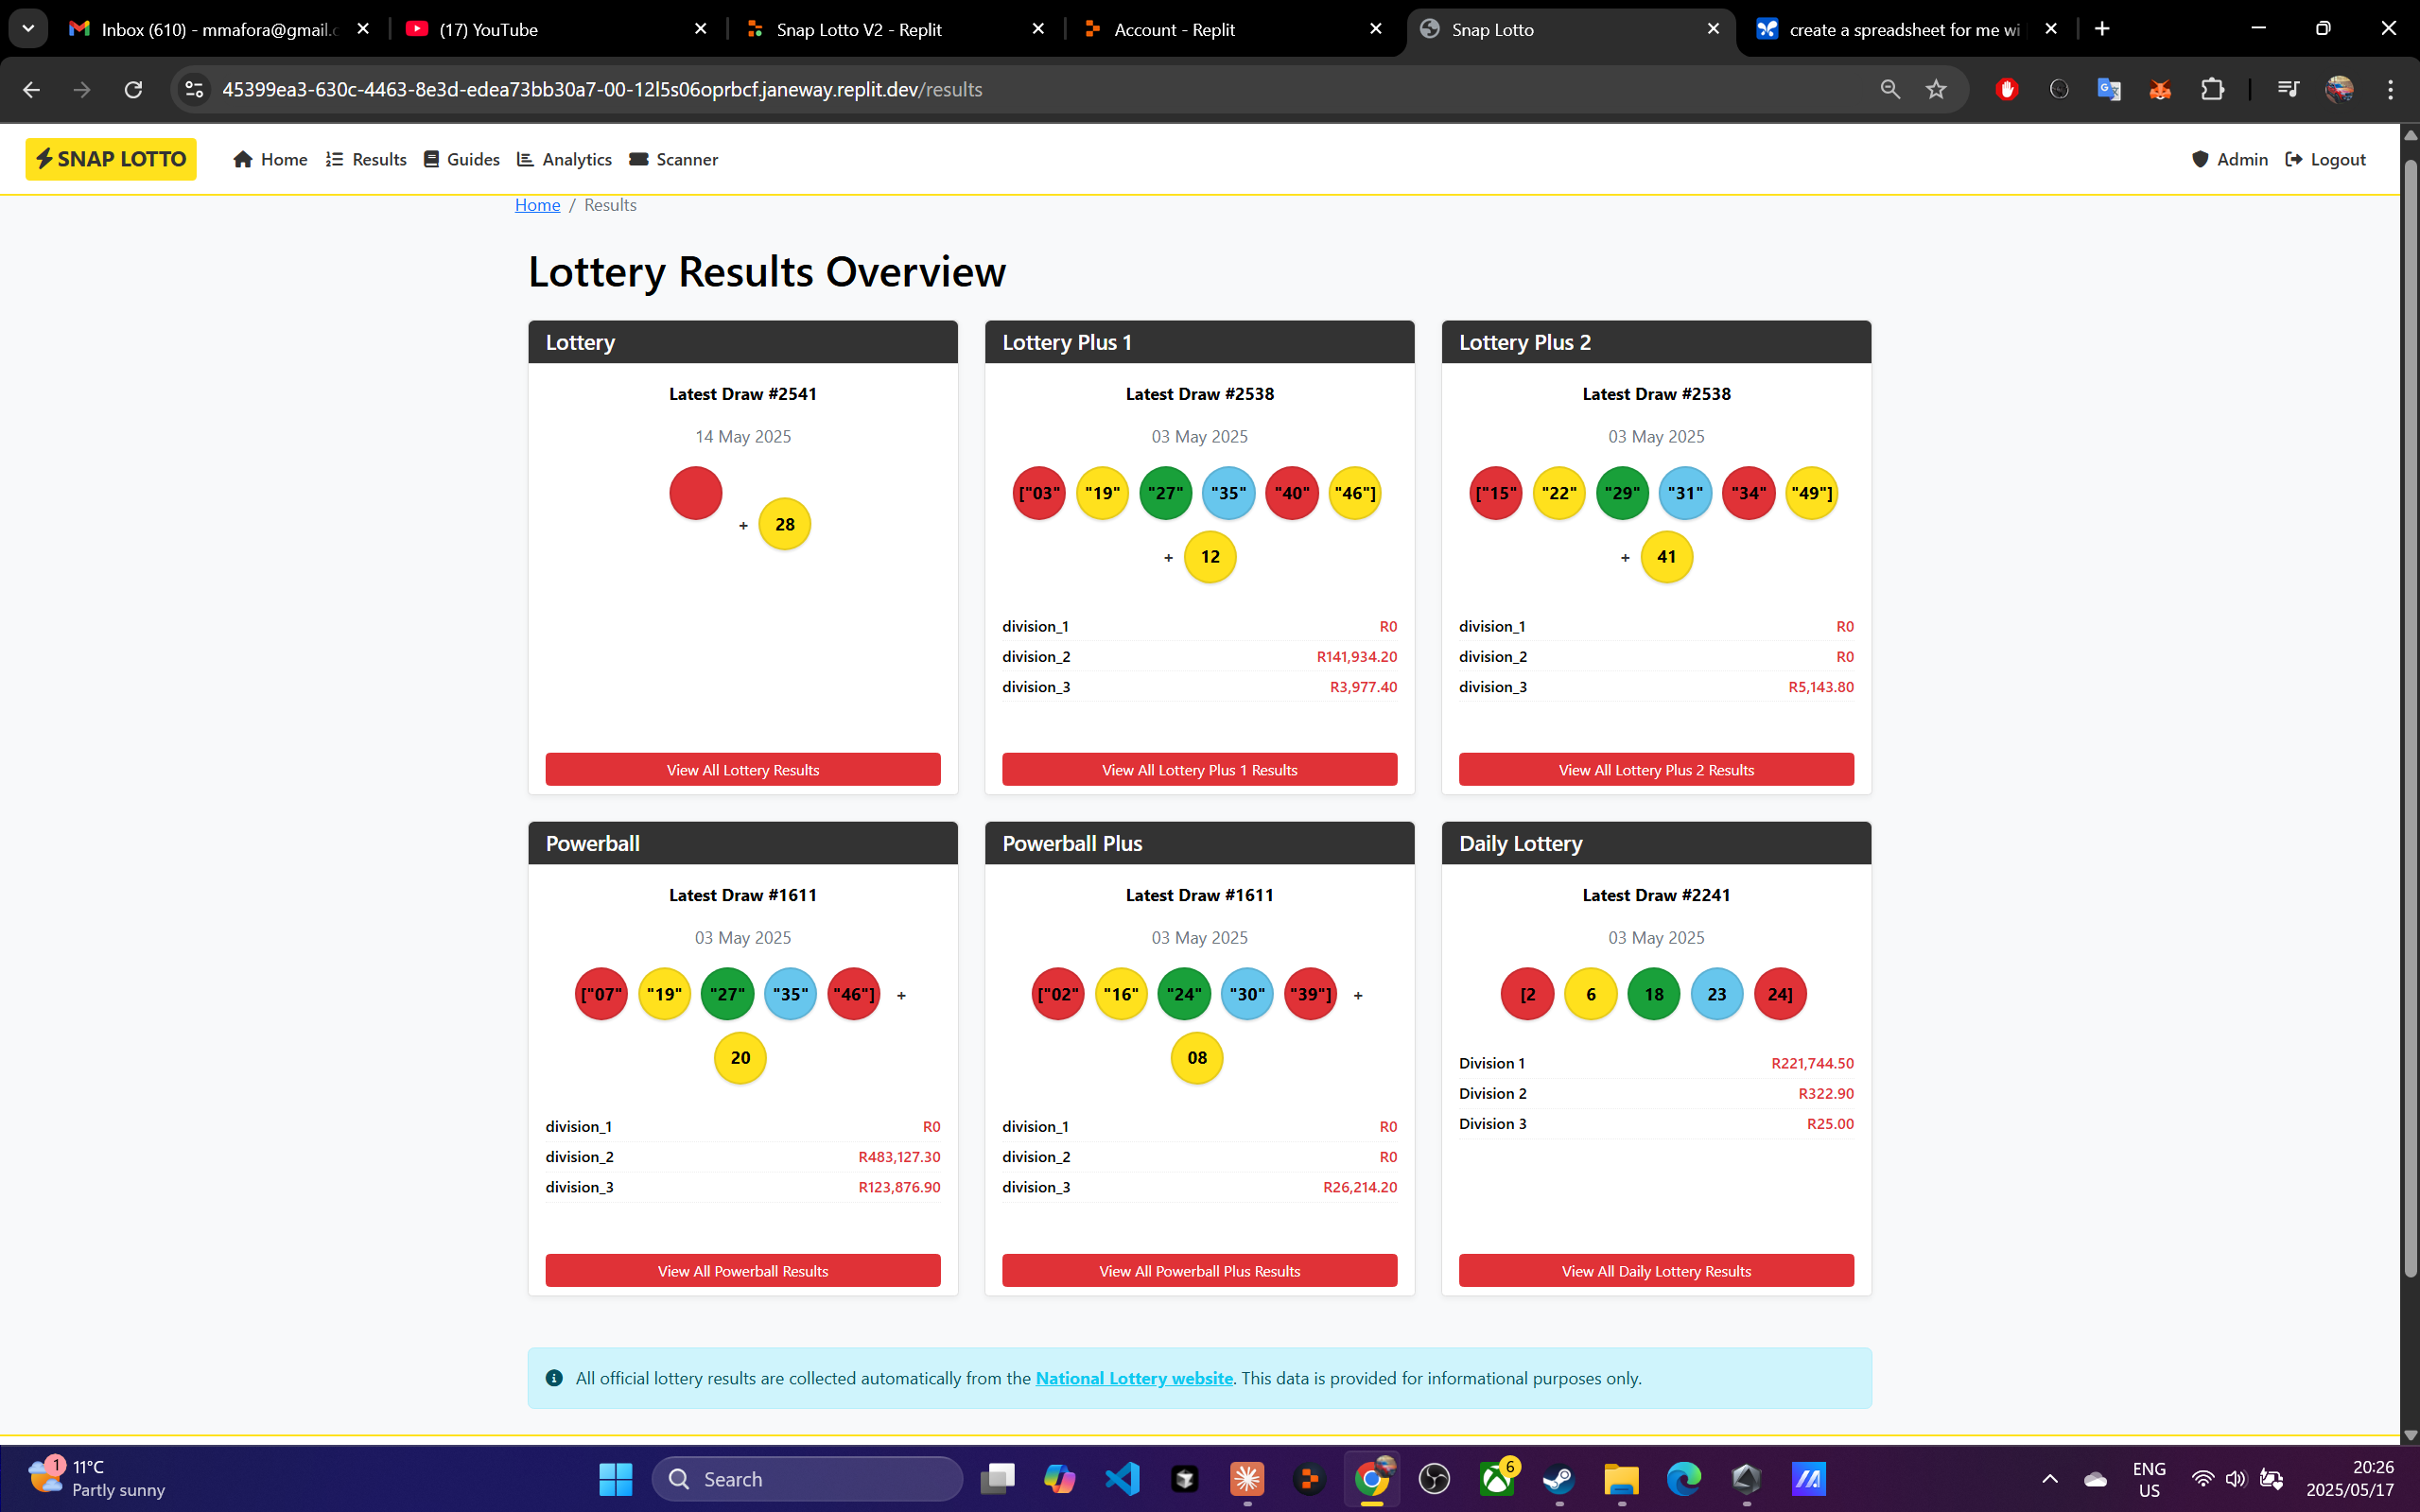 Inbox (610) - mmafora@gmail.c
(17) YouTube
Snap Lotto V2 - Replit
Account - Replit
Snap Lotto
create a spreadsheet for me wi
45399ea3-630c-4463-8e3d-edea73bb30a7-00-12l5s06oprbcf.janeway.replit.dev/results
SNAP LOTTO
Home
Results
Guides
Analytics
Scanner
Admin
Logout
Home / Results
Lottery Results Overview
Lottery
Latest Draw #2541
14 May 2025
+ 28
View All Lottery Results
Lottery Plus 1
Latest Draw #2538
03 May 2025
["03" "19" "27" "35" "40" "46"]
+ 12
division_1 R0
division_2 R141,934.20
division_3 R3,977.40
View All Lottery Plus 1 Results
Lottery Plus 2
Latest Draw #2538
03 May 2025
["15" "22" "29" "31" "34" "49"]
+ 41
division_1 R0
division_2 R0
division_3 R5,143.80
View All Lottery Plus 2 Results
Powerball
Latest Draw #1611
03 May 2025
["07" "19" "27" "35" "46"] +
20
division_1 R0
division_2 R483,127.30
division_3 R123,876.90
View All Powerball Results
Powerball Plus
Latest Draw #1611
03 May 2025
["02" "16" "24" "30" "39"] +
08
division_1 R0
division_2 R0
division_3 R26,214.20
View All Powerball Plus Results
Daily Lottery
Latest Draw #2241
03 May 2025
[2 6 18 23 24]
Division 1 R221,744.50
Division 2 R322.90
Division 3 R25.00
View All Daily Lottery Results
All official lottery results are collected automatically from the National Lottery website. This data is provided for informational purposes only.
1
11°C
Partly sunny
Search
6
ENG
US
20:26
2025/05/17